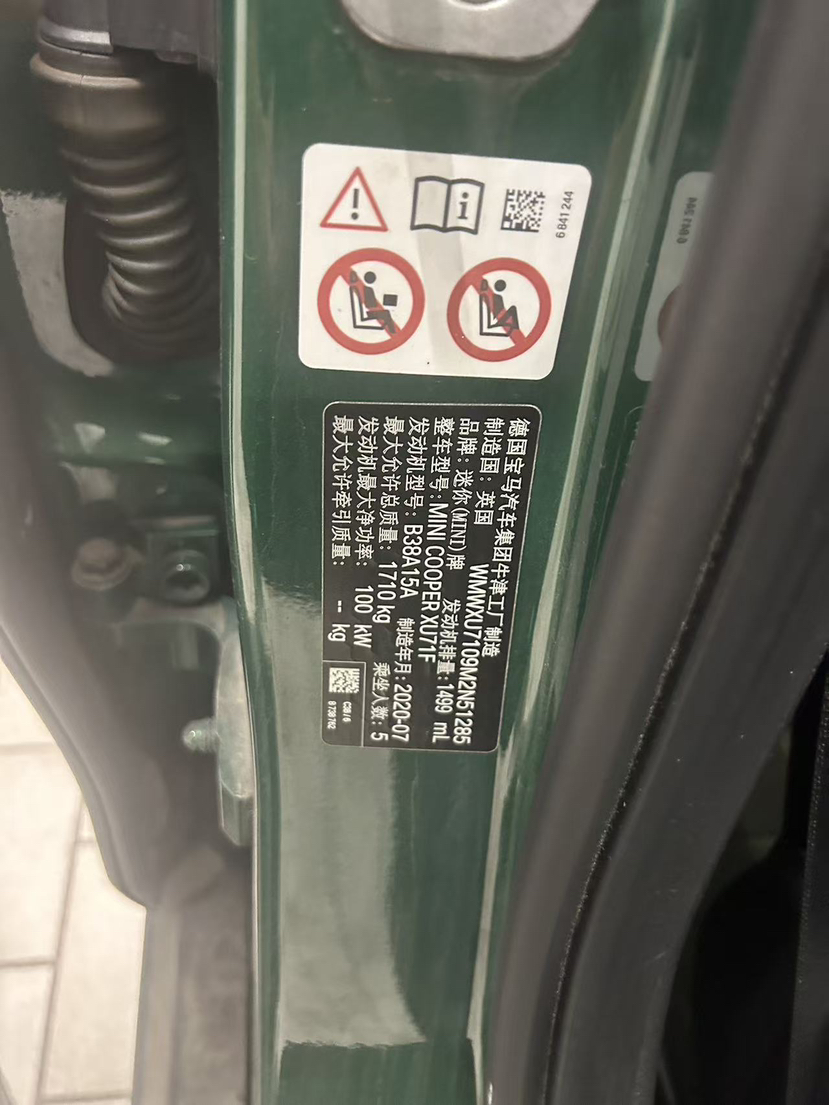 6 841 244
德国宝马汽车集团牛津工厂制造
制造国：英国 WMWXU7109M2N51285
品牌：迷你(MINI)牌 发动机排量：1499 mL
整车型号：MINI COOPER XU71F
发动机型号：B38A15A 制造年月：2020-07
最大允许总质量：1710 kg 乘坐人数：5
发动机最大净功率：100 kW
最大允许牵引质量：-- kg